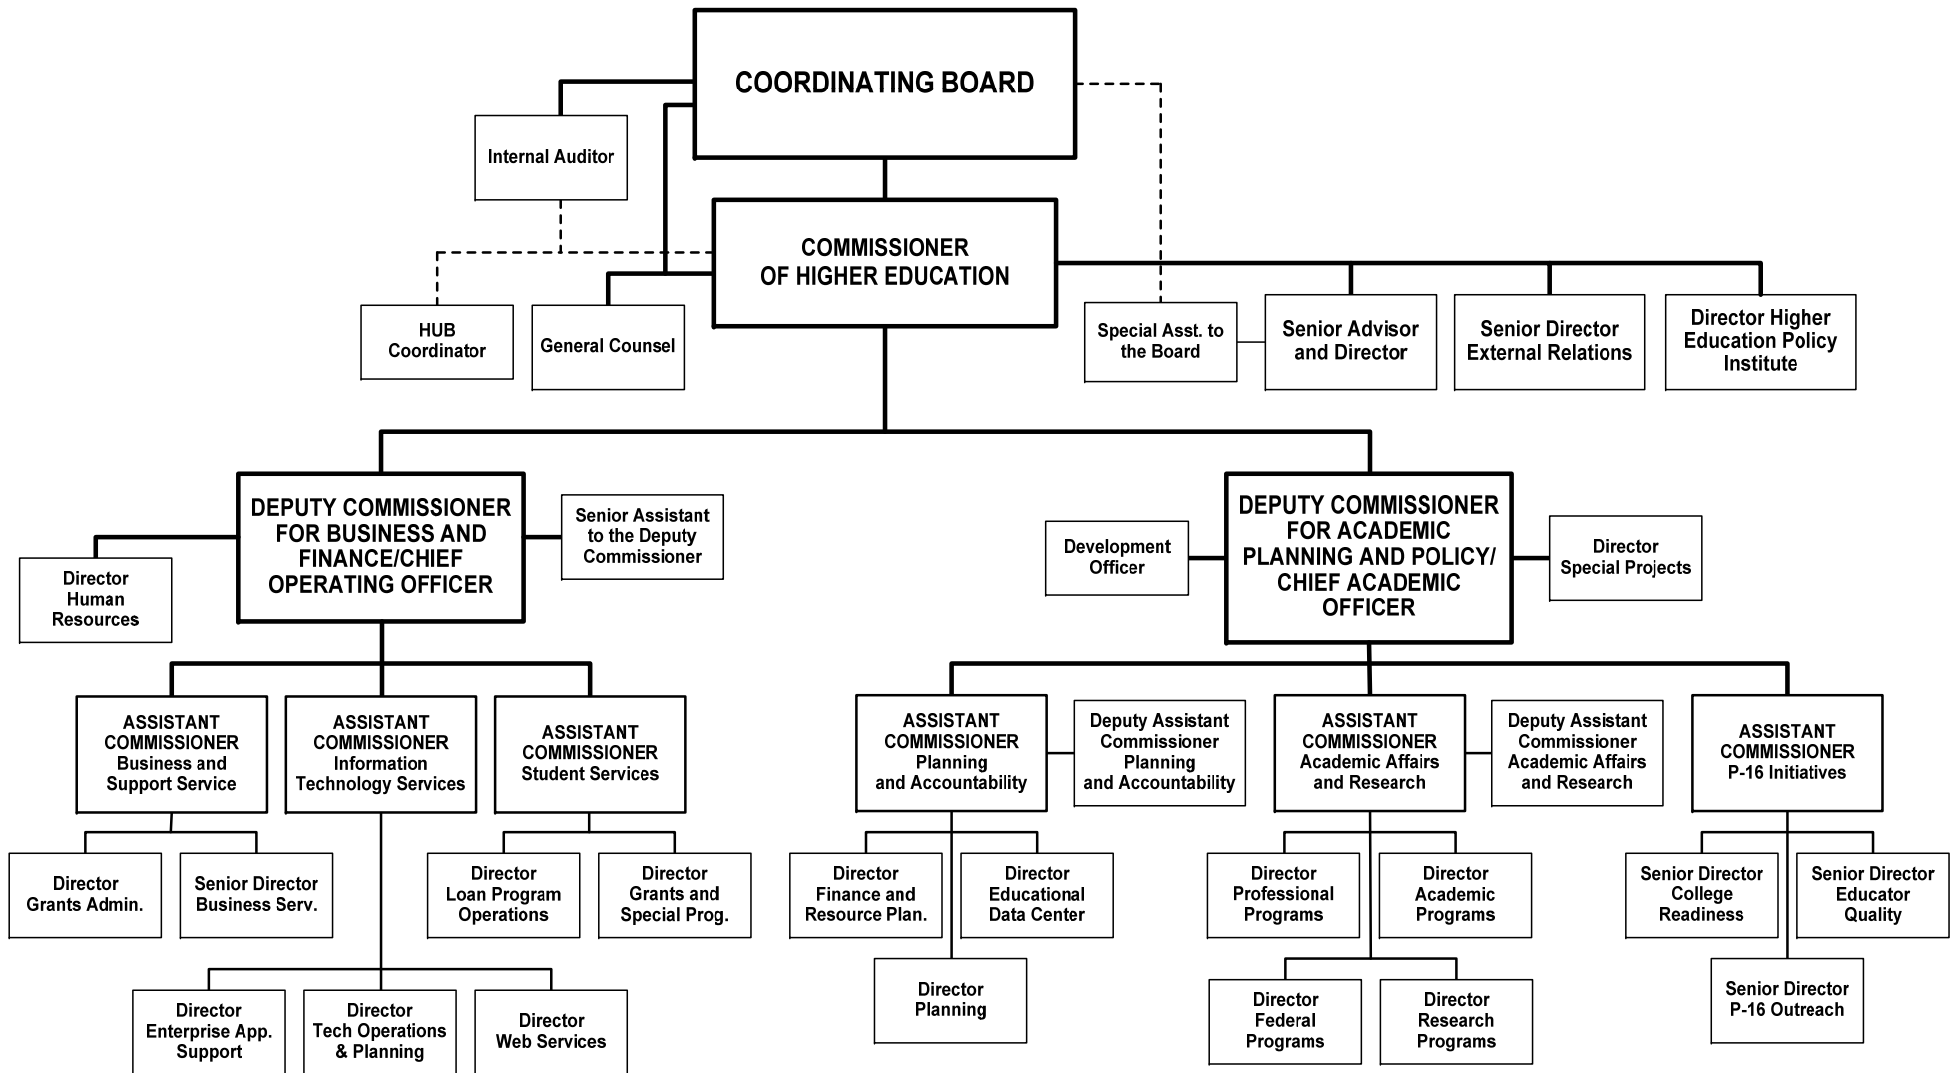 COORDINATING BOARD
Internal Auditor
COMMISSIONER
OF HIGHER EDUCATION
HUB
Coordinator
General Counsel
Special Asst. to
the Board
Senior Advisor
and Director
Senior Director
External Relations
Director Higher
Education Policy
Institute
DEPUTY COMMISSIONER
FOR BUSINESS AND
FINANCE/CHIEF
OPERATING OFFICER
Senior Assistant
to the Deputy
Commissioner
Director
Human
Resources
Development
Officer
DEPUTY COMMISSIONER
FOR ACADEMIC
PLANNING AND POLICY/
CHIEF ACADEMIC
OFFICER
Director
Special Projects
ASSISTANT
COMMISSIONER
Business and
Support Service
ASSISTANT
COMMISSIONER
Information
Technology Services
ASSISTANT
COMMISSIONER
Student Services
ASSISTANT
COMMISSIONER
Planning
and Accountability
Deputy Assistant
Commissioner
Planning
and Accountability
ASSISTANT
COMMISSIONER
Academic Affairs
and Research
Deputy Assistant
Commissioner
Academic Affairs
and Research
ASSISTANT
COMMISSIONER
P-16 Initiatives
Director
Grants Admin.
Senior Director
Business Serv.
Director
Loan Program
Operations
Director
Grants and
Special Prog.
Director
Finance and
Resource Plan.
Director
Educational
Data Center
Director
Professional
Programs
Director
Academic
Programs
Senior Director
College
Readiness
Senior Director
Educator
Quality
Director
Enterprise App.
Support
Director
Tech Operations
& Planning
Director
Web Services
Director
Planning
Director
Federal
Programs
Director
Research
Programs
Senior Director
P-16 Outreach